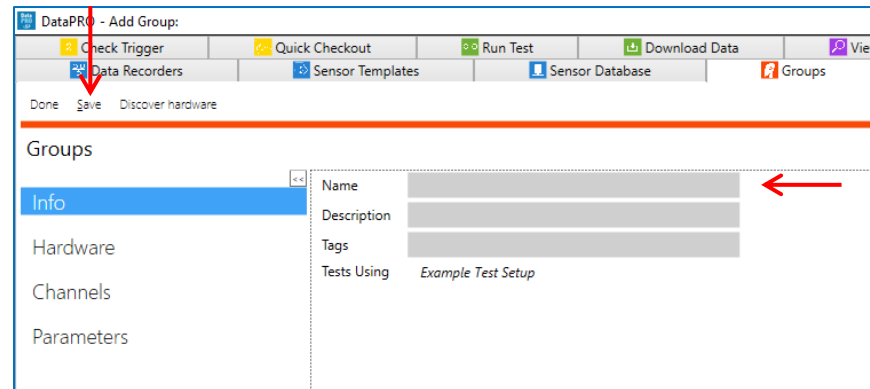 DataPRO - Add Group:
Check Trigger Quick Checkout Run Test Download Data Vie
Data Recorders Sensor Templates Sensor Database Groups
Done Save Discover hardware
Groups
<<
Info
Hardware
Channels
Parameters
Name
Description
Tags
Tests Using Example Test Setup